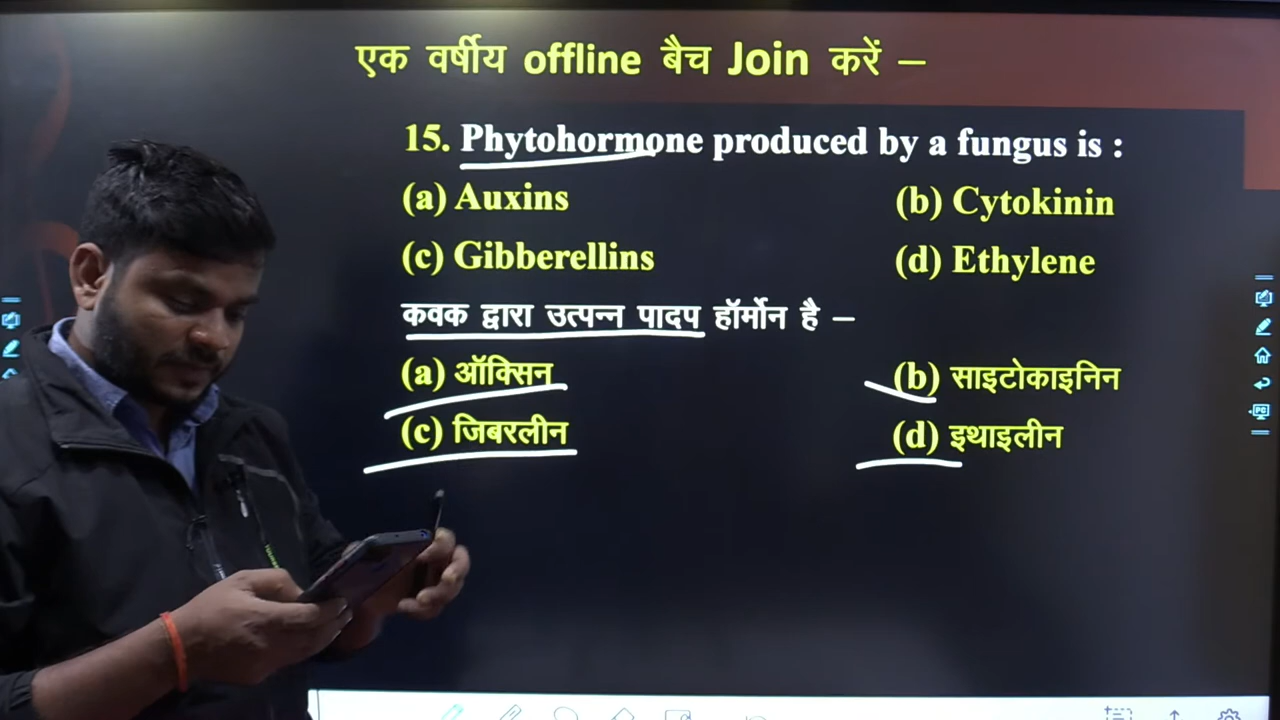 एक वर्षीय offline बैच Join करें –
15. Phytohormone produced by a fungus is :
(a) Auxins (b) Cytokinin
(c) Gibberellins (d) Ethylene
कवक द्वारा उत्पन्न पादप हॉर्मोन है –
(a) ऑक्सिन (b) साइटोकाइनिन
(c) जिबरलीन (d) इथाइलीन